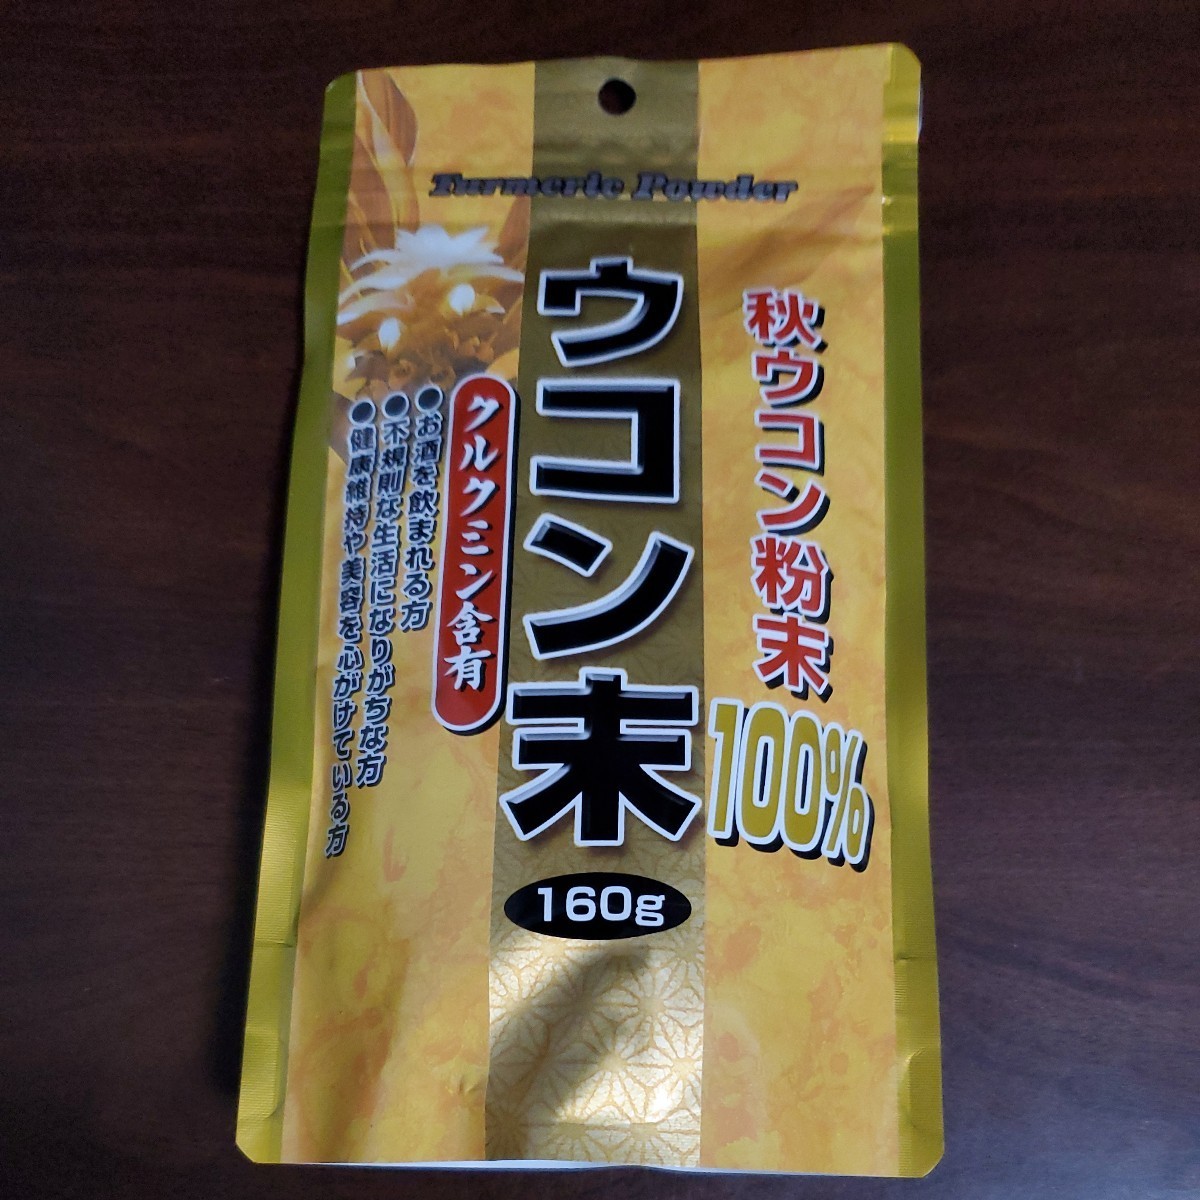 Turmeric Powder
秋ウコン粉末
100%
ウコン末
クルクミン含有
●お酒を飲まれる方
●不規則な生活になりがちな方
●健康維持や美容を心がけている方
160g